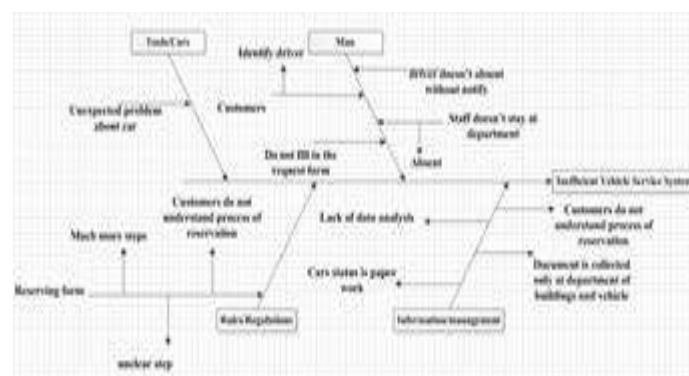 Tools/Cars
Man
Identify driver
driver doesn't absent
without notify
Unexpected problem
about car
Customers
Staff doesn't stay at
department
Do not fill in the
request form
Absent
Inefficient Vehicle Service System
Customers do not
understand process of
reservation
Customers do not
understand process of
reservation
Lack of data analysis
Much more steps
Cars status is paper
work
Document is collected
only at department of
buildings and vehicle
Reserving form
Rules/Regulations
Information management
unclear step